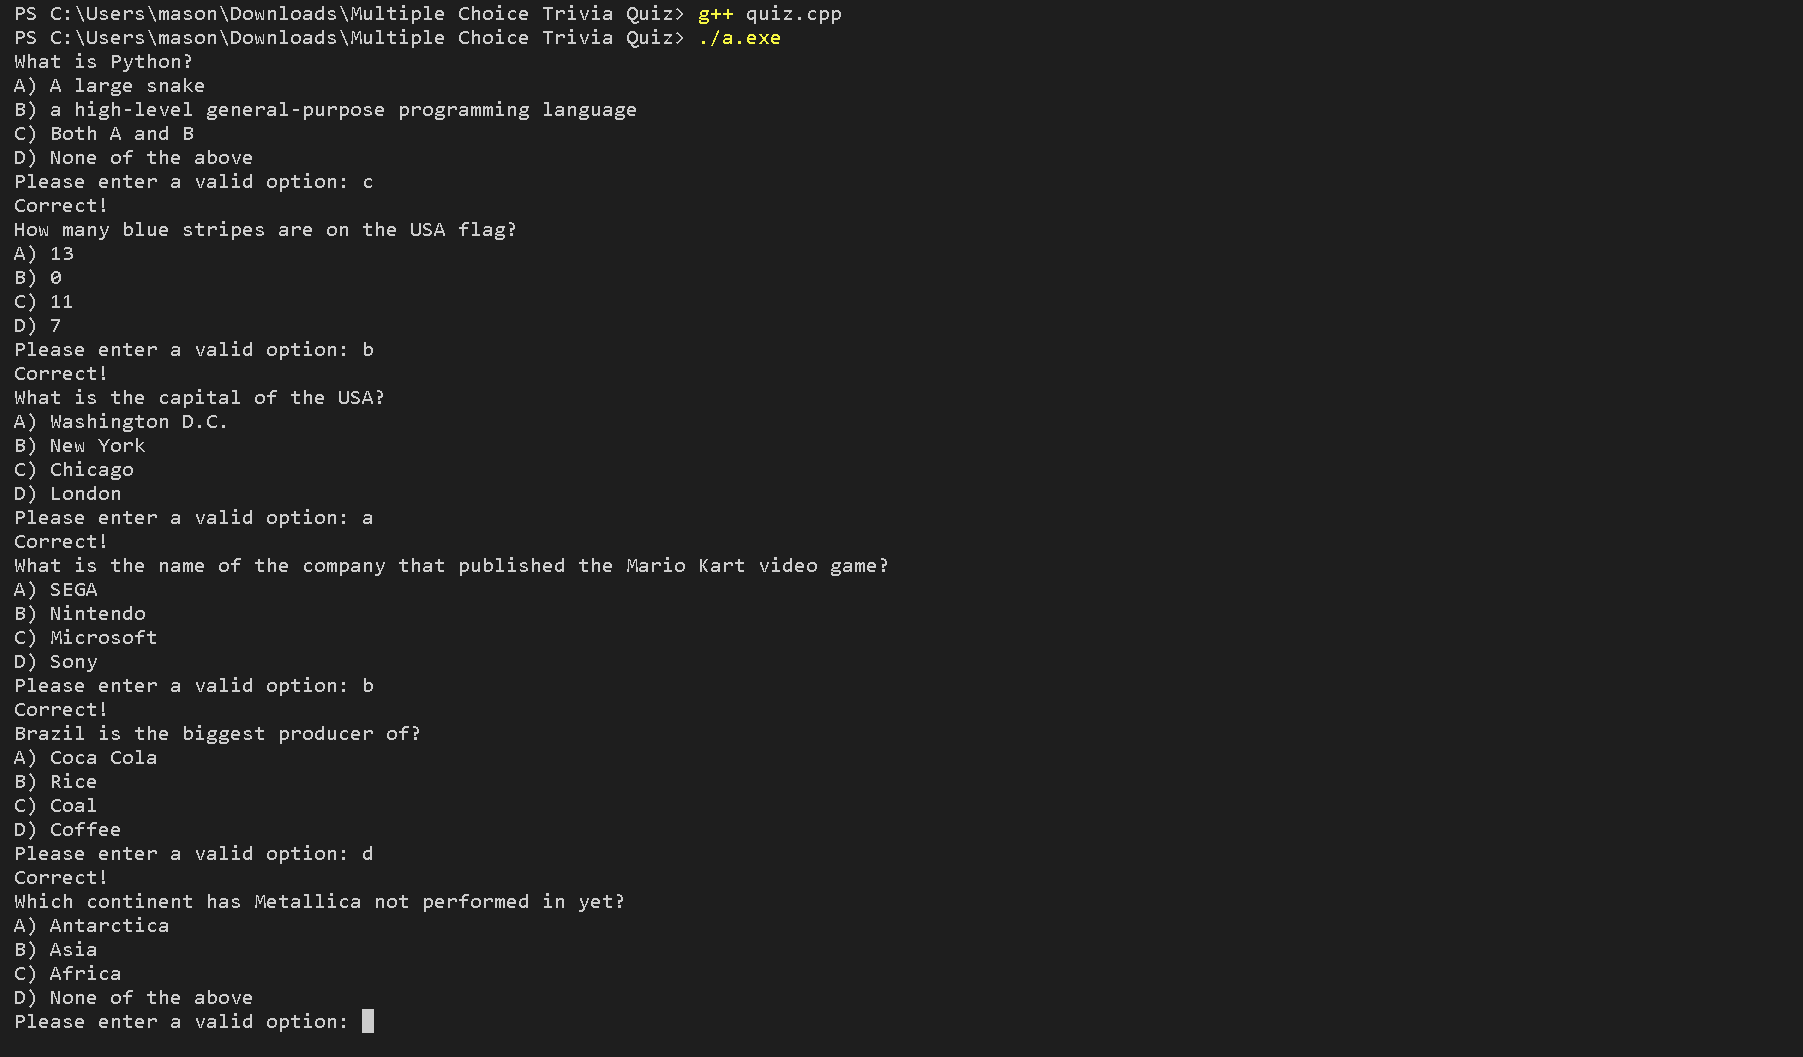 PS C:\Users\mason\Downloads\Multiple Choice Trivia Quiz> g++ quiz.cpp
PS C:\Users\mason\Downloads\Multiple Choice Trivia Quiz> ./a.exe
What is Python?
A) A large snake
B) a high-level general-purpose programming language
C) Both A and B
D) None of the above
Please enter a valid option: c
Correct!
How many blue stripes are on the USA flag?
A) 13
B) 0
C) 11
D) 7
Please enter a valid option: b
Correct!
What is the capital of the USA?
A) Washington D.C.
B) New York
C) Chicago
D) London
Please enter a valid option: a
Correct!
What is the name of the company that published the Mario Kart video game?
A) SEGA
B) Nintendo
C) Microsoft
D) Sony
Please enter a valid option: b
Correct!
Brazil is the biggest producer of?
A) Coca Cola
B) Rice
C) Coal
D) Coffee
Please enter a valid option: d
Correct!
Which continent has Metallica not performed in yet?
A) Antarctica
B) Asia
C) Africa
D) None of the above
Please enter a valid option: